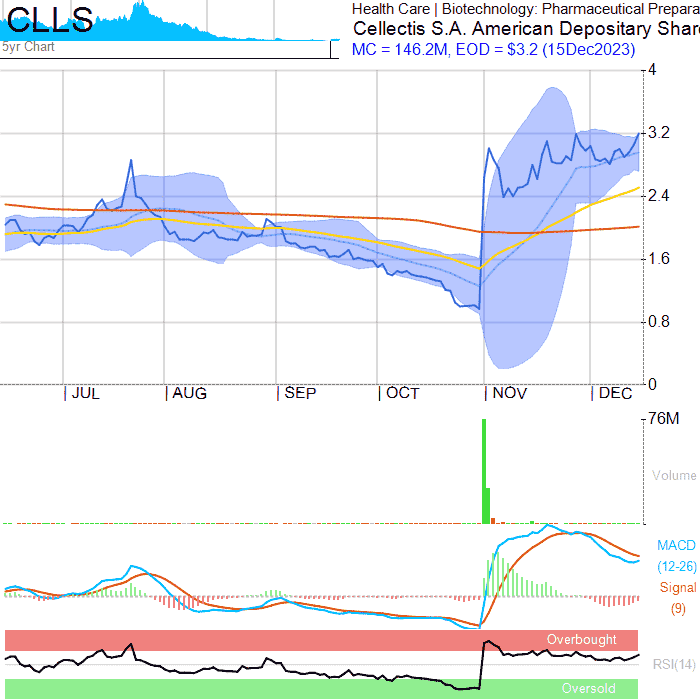 CLLS
5yr Chart
Health Care | Biotechnology: Pharmaceutical Prepara
Cellectis S.A. American Depositary Shar
MC = 146.2M, EOD = $3.2 (15Dec2023)
4
3.2
2.4
1.6
0.8
0
JUL AUG SEP OCT NOV DEC
76M
Volume
MACD
(12-26)
Signal
(9)
Overbought
RSI(14)
Oversold